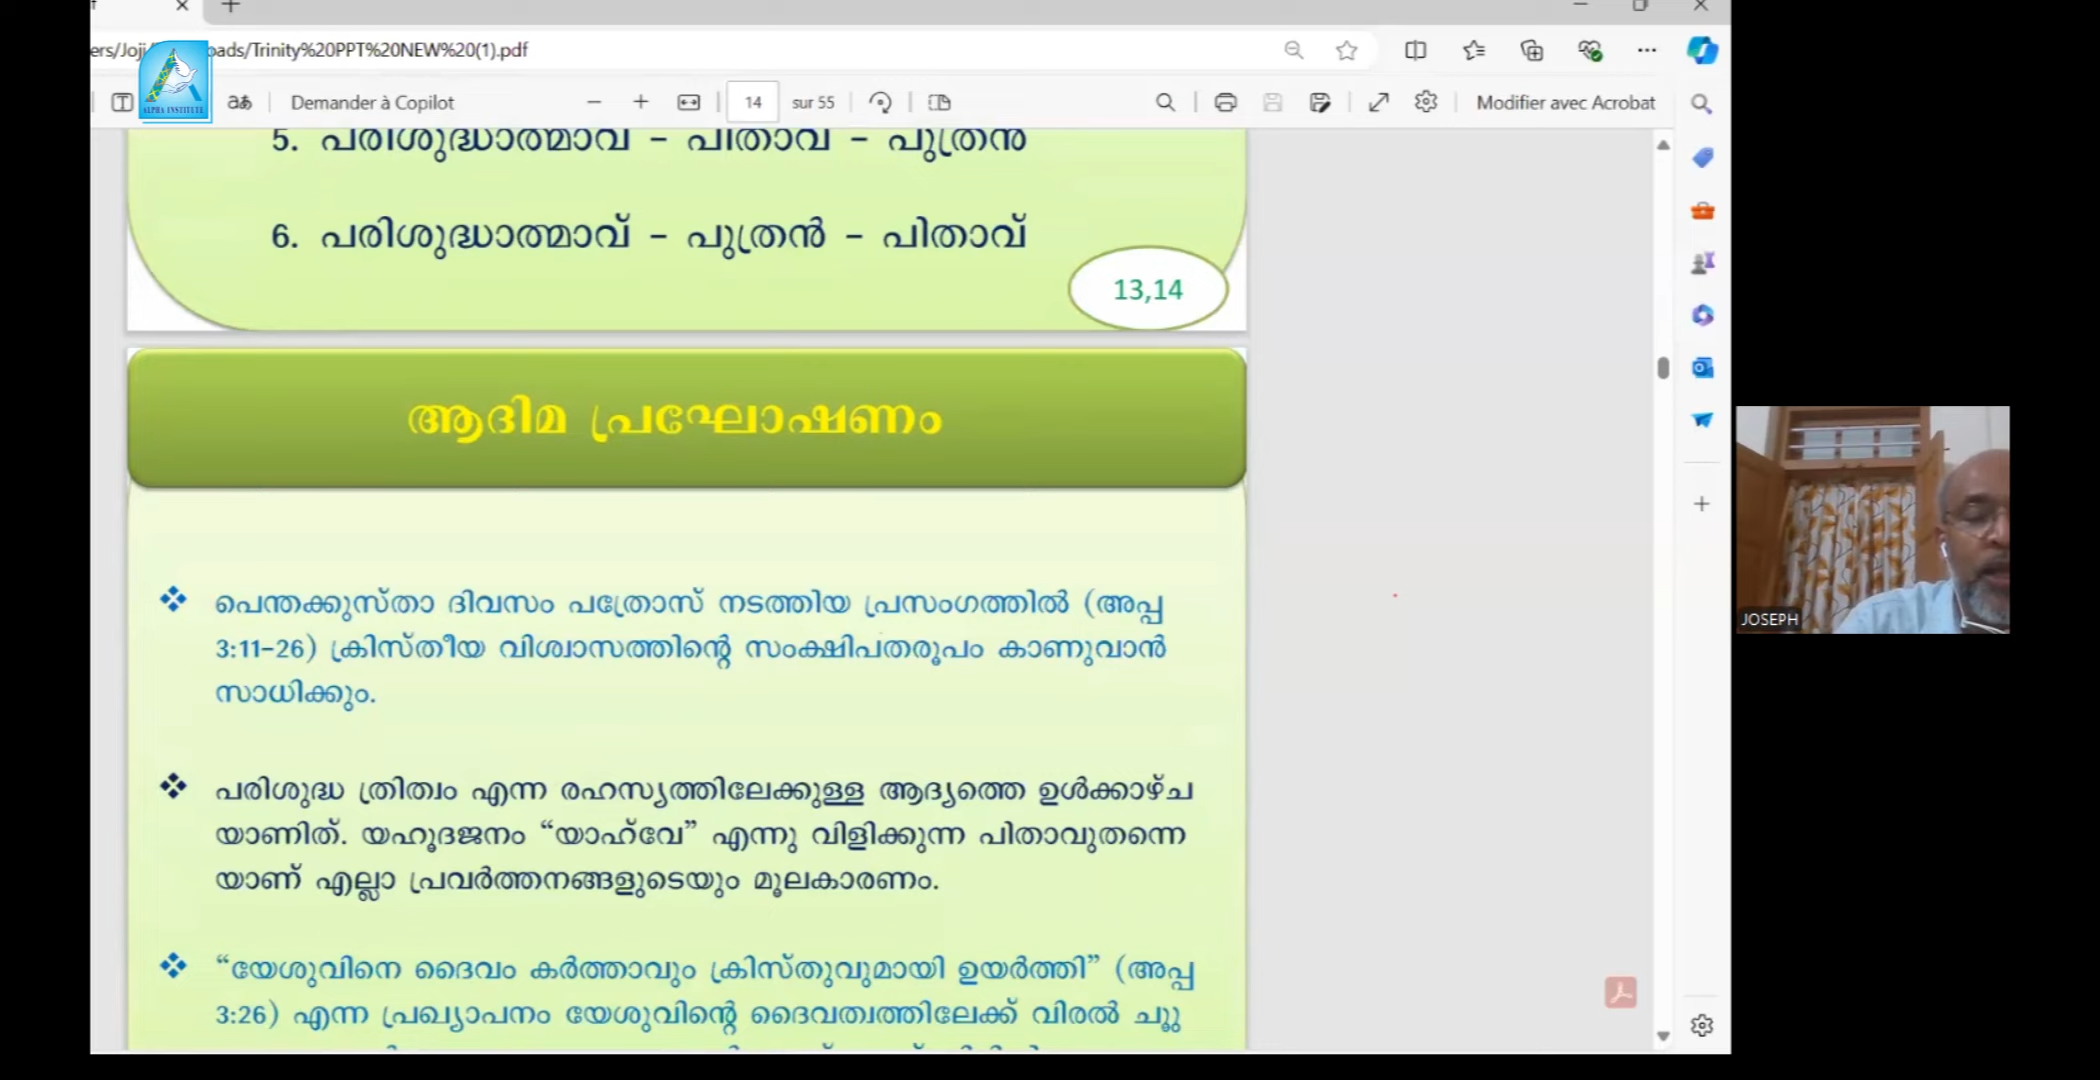 ers/Joji/
oads/Trinity%20PPT%20NEW%20(1).pdf
ALPHA INSTITUTE
Demander à Copilot
14 sur 55
Modifier avec Acrobat
5. പരിശുദ്ധാത്മാവ് – പിതാവ് – പുത്രൻ
6. പരിശുദ്ധാത്മാവ് – പുത്രൻ – പിതാവ്
13,14
ആദിമ പ്രഘോഷണം
പെന്തക്കുസ്താ ദിവസം പത്രോസ് നടത്തിയ പ്രസംഗത്തിൽ (അപ്പ
3:11-26) ക്രിസ്തീയ വിശ്വാസത്തിന്റെ സംക്ഷിപതരൂപം കാണുവാൻ
സാധിക്കും.
പരിശുദ്ധ ത്രിത്വം എന്ന രഹസ്യത്തിലേക്കുള്ള ആദ്യത്തെ ഉൾക്കാഴ്ച
യാണിത്. യഹൂദജനം “യാഹ്‌വേ” എന്നു വിളിക്കുന്ന പിതാവുതന്നെ
യാണ് എല്ലാ പ്രവർത്തനങ്ങളുടെയും മൂലകാരണം.
“യേശുവിനെ ദൈവം കർത്താവും ക്രിസ്തുവുമായി ഉയർത്തി” (അപ്പ
3:26) എന്ന പ്രഖ്യാപനം യേശുവിന്റെ ദൈവത്വത്തിലേക്ക് വിരൽ ചൂ
JOSEPH